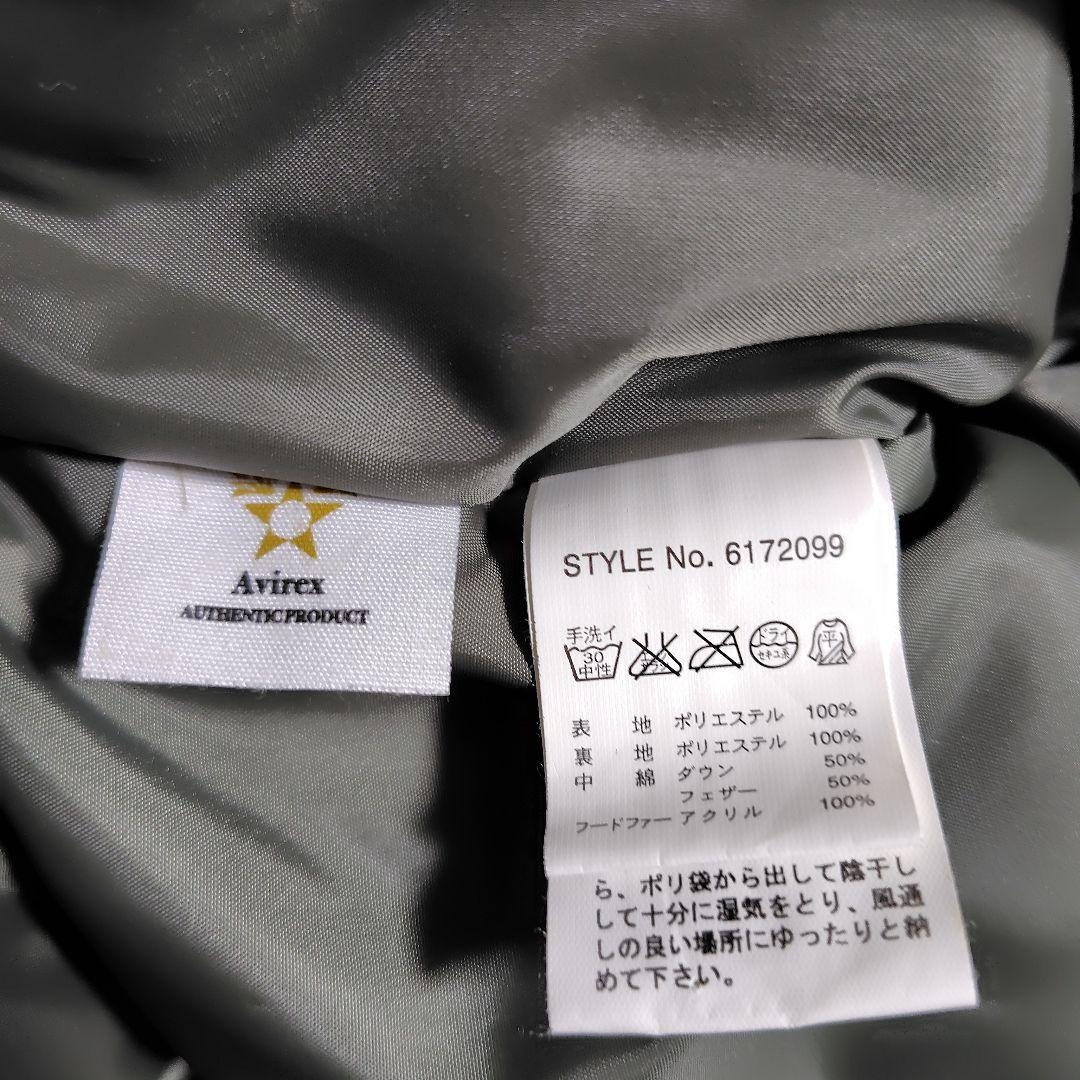 Avirex
AUTHENTIC PRODUCT
STYLE No. 6172099
手洗イ
30
中性
ドライ
セキユ系
平
表 地 ポリエステル 100%
裏 地 ポリエステル 100%
中 綿 ダウン 50%
フェザー 50%
フードファー アクリル 100%
ら、ポリ袋から出して陰干し
して十分に湿気をとり、風通
しの良い場所にゆったりと納
めて下さい。